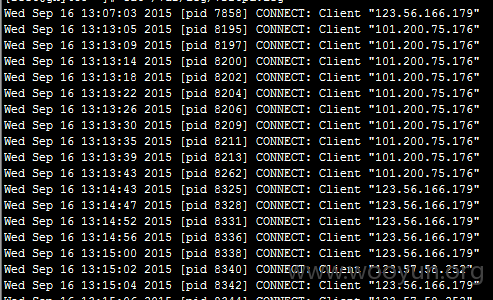 Wed Sep 16 13:07:03 2015 [pid 7858] CONNECT: Client "123.56.166.179"
Wed Sep 16 13:13:05 2015 [pid 8195] CONNECT: Client "101.200.75.176"
Wed Sep 16 13:13:09 2015 [pid 8197] CONNECT: Client "101.200.75.176"
Wed Sep 16 13:13:14 2015 [pid 8200] CONNECT: Client "101.200.75.176"
Wed Sep 16 13:13:18 2015 [pid 8202] CONNECT: Client "101.200.75.176"
Wed Sep 16 13:13:22 2015 [pid 8204] CONNECT: Client "101.200.75.176"
Wed Sep 16 13:13:26 2015 [pid 8206] CONNECT: Client "101.200.75.176"
Wed Sep 16 13:13:30 2015 [pid 8209] CONNECT: Client "101.200.75.176"
Wed Sep 16 13:13:35 2015 [pid 8211] CONNECT: Client "101.200.75.176"
Wed Sep 16 13:13:39 2015 [pid 8213] CONNECT: Client "101.200.75.176"
Wed Sep 16 13:13:43 2015 [pid 8262] CONNECT: Client "101.200.75.176"
Wed Sep 16 13:14:43 2015 [pid 8325] CONNECT: Client "123.56.166.179"
Wed Sep 16 13:14:47 2015 [pid 8328] CONNECT: Client "123.56.166.179"
Wed Sep 16 13:14:52 2015 [pid 8331] CONNECT: Client "123.56.166.179"
Wed Sep 16 13:14:56 2015 [pid 8336] CONNECT: Client "123.56.166.179"
Wed Sep 16 13:15:00 2015 [pid 8338] CONNECT: Client "123.56.166.179"
Wed Sep 16 13:15:02 2015 [pid 8340] CONNECT: Client
www.wooyun.org
Wed Sep 16 13:15:04 2015 [pid 8342] CONNECT: Client "123.56.166.179"